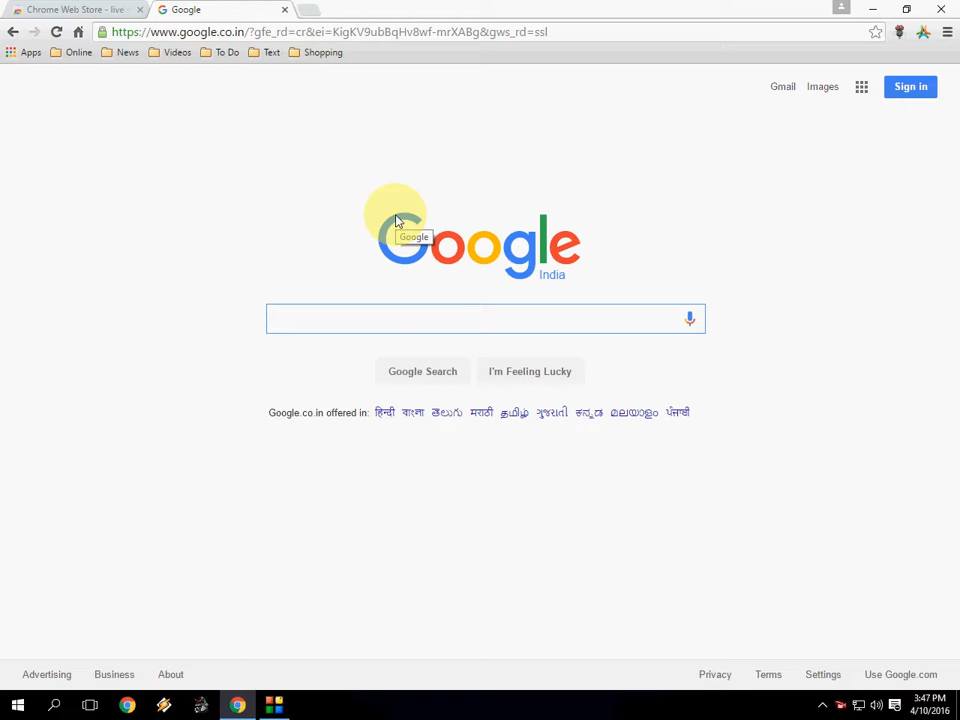 Chrome Web Store - live
Google
https://www.google.co.in/?gfe_rd=cr&ei=KigKV9ubBqHv8wf-mrXABg&gws_rd=ssl
Apps Online News Videos To Do Text Shopping
Gmail Images Sign in
Google
Google
India
Google Search I'm Feeling Lucky
Google.co.in offered in: हिन्दी বাংলা తెలుగు मराठी தமிழ் ગુજરાતી ಕನ್ನಡ മലയാളം ਪੰਜਾਬੀ
Advertising Business About Privacy Terms Settings Use Google.com
3:47 PM
4/10/2016